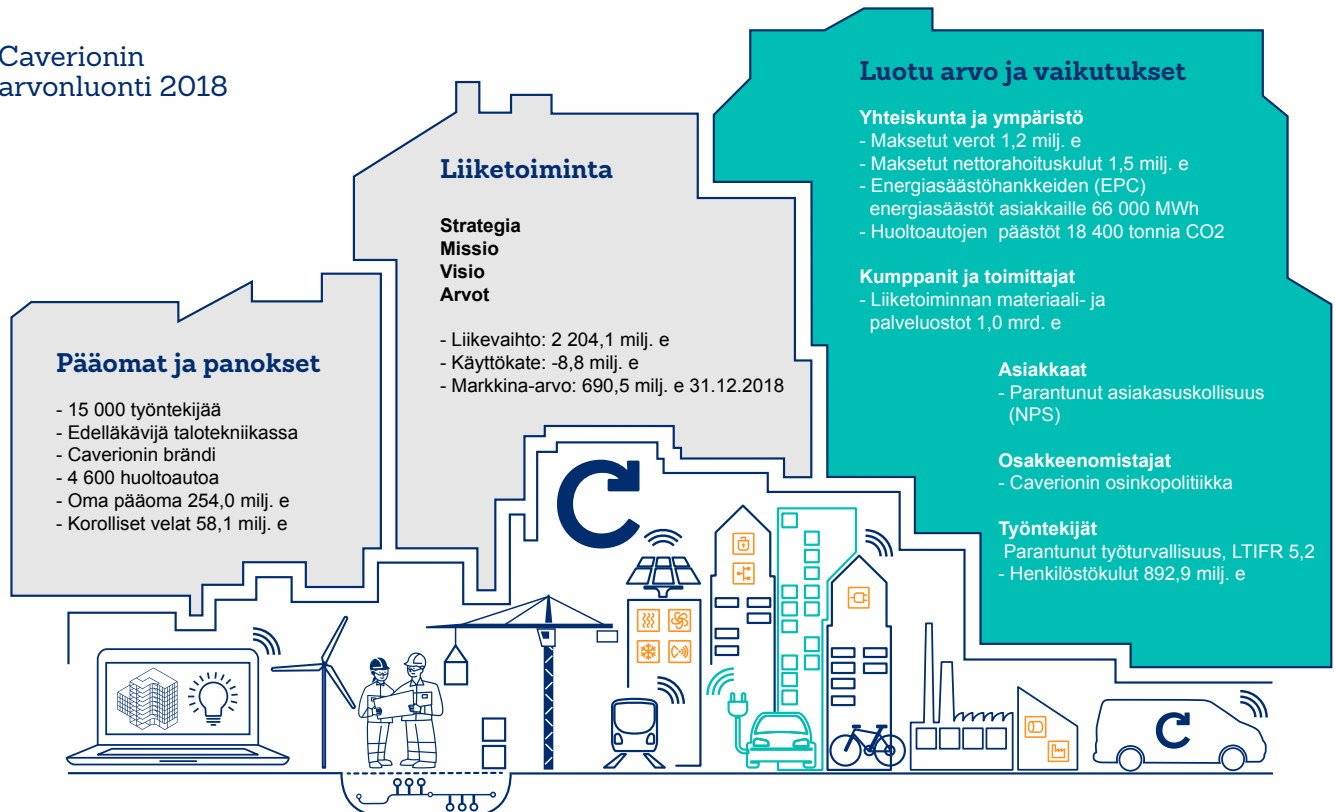 Caverionin
arvonluonti 2018
Pääomat ja panokset
- 15 000 työntekijää
- Edelläkävijä talotekniikassa
- Caverionin brändi
- 4 600 huoltoautoa
- Oma pääoma 254,0 milj. e
- Korolliset velat 58,1 milj. e
Liiketoiminta
Strategia
Missio
Visio
Arvot
- Liikevaihto: 2 204,1 milj. e
- Käyttökate: -8,8 milj. e
- Markkina-arvo: 690,5 milj. e 31.12.2018
Luotu arvo ja vaikutukset
Yhteiskunta ja ympäristö
- Maksetut verot 1,2 milj. e
- Maksetut nettorahoituskulut 1,5 milj. e
- Energiasäästöhankkeiden (EPC)
energiasäästöt asiakkaille 66 000 MWh
- Huoltoautojen päästöt 18 400 tonnia CO2
Kumppanit ja toimittajat
- Liiketoiminnan materiaali- ja
palveluostot 1,0 mrd. e
Asiakkaat
- Parantunut asiakasuskollisuus
(NPS)
Osakkeenomistajat
- Caverionin osinkopolitiikka
Työntekijät
Parantunut työturvallisuus, LTIFR 5,2
- Henkilöstökulut 892,9 milj. e